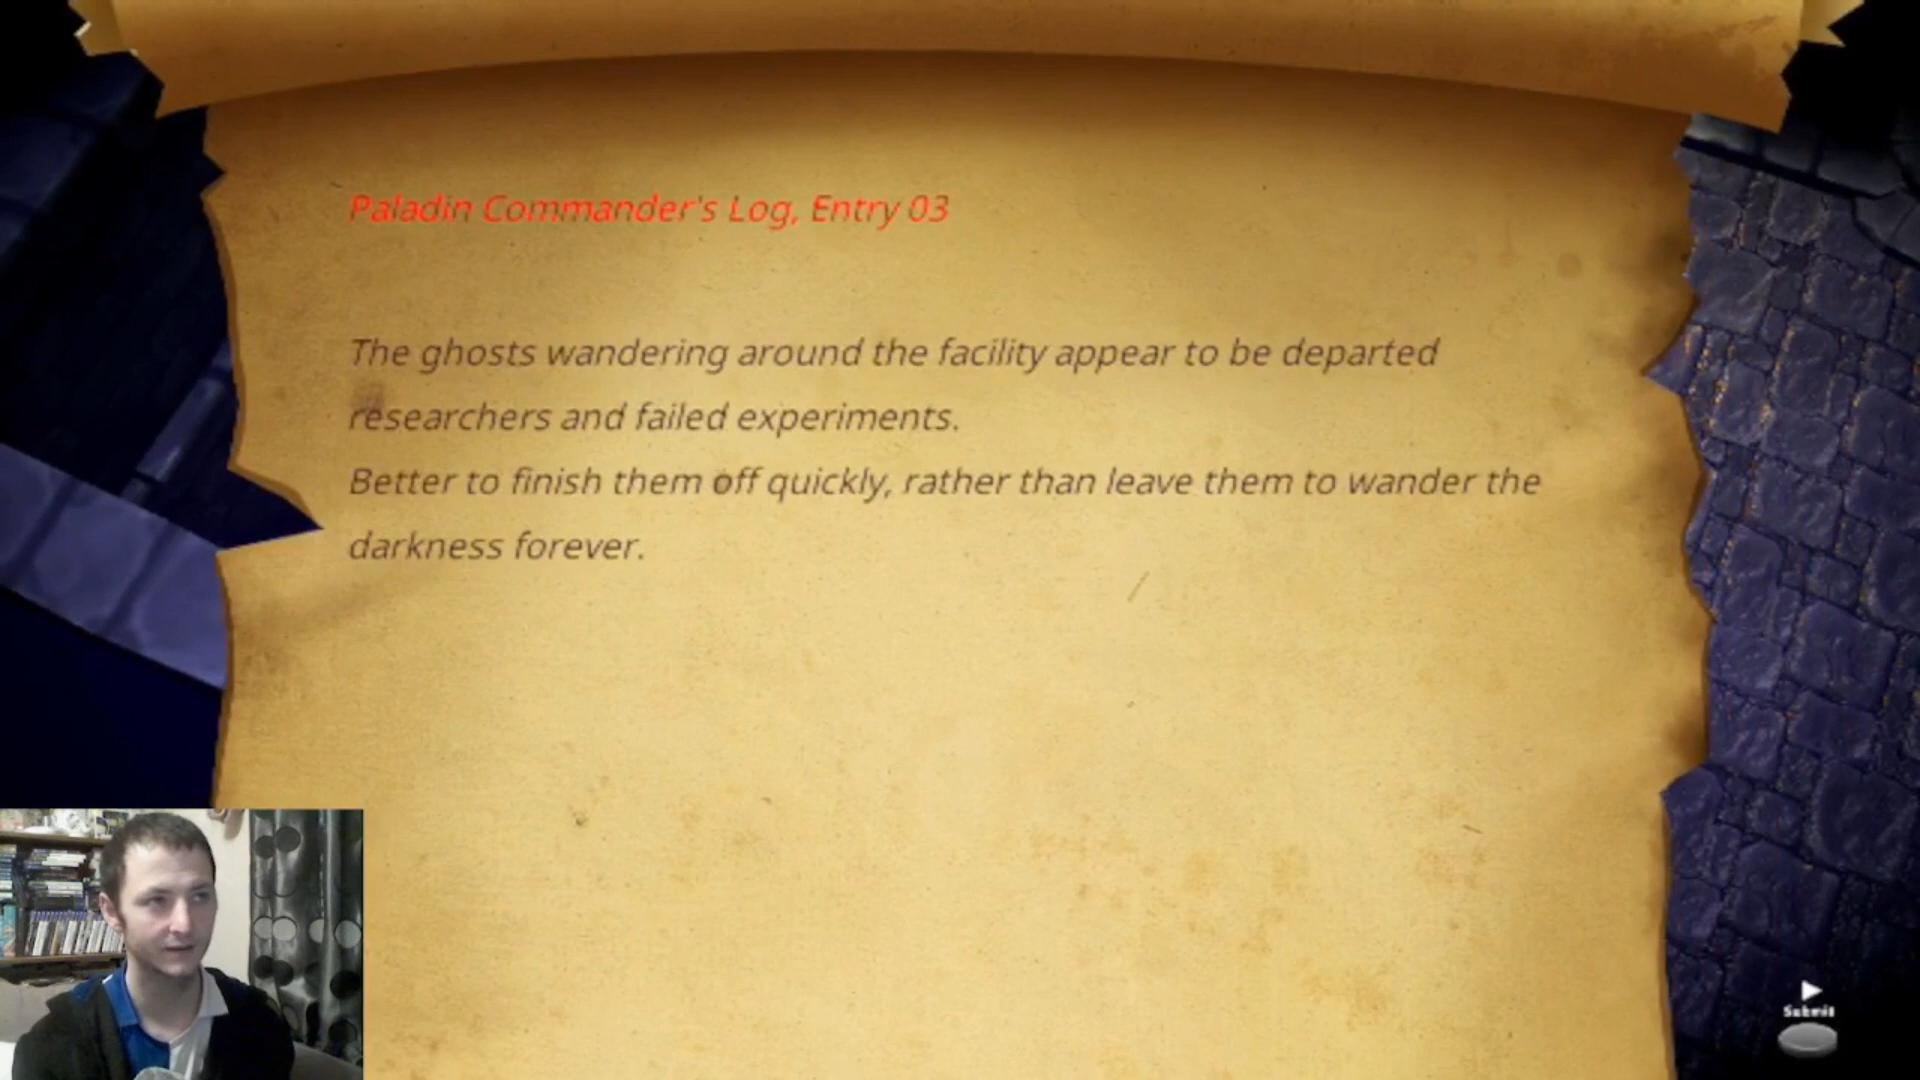 Paladin Commander's Log, Entry 03
The ghosts wandering around the facility appear to be departed
researchers and failed experiments.
Better to finish them off quickly, rather than leave them to wander the
darkness forever.
Submit